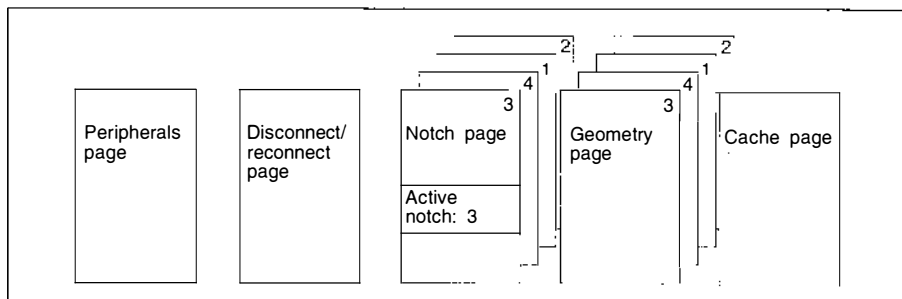 2
1
4
3
2
1
4
3
Peripherals
page
Disconnect/
reconnect
page
Notch page
Active
notch: 3
Geometry
page
Cache page